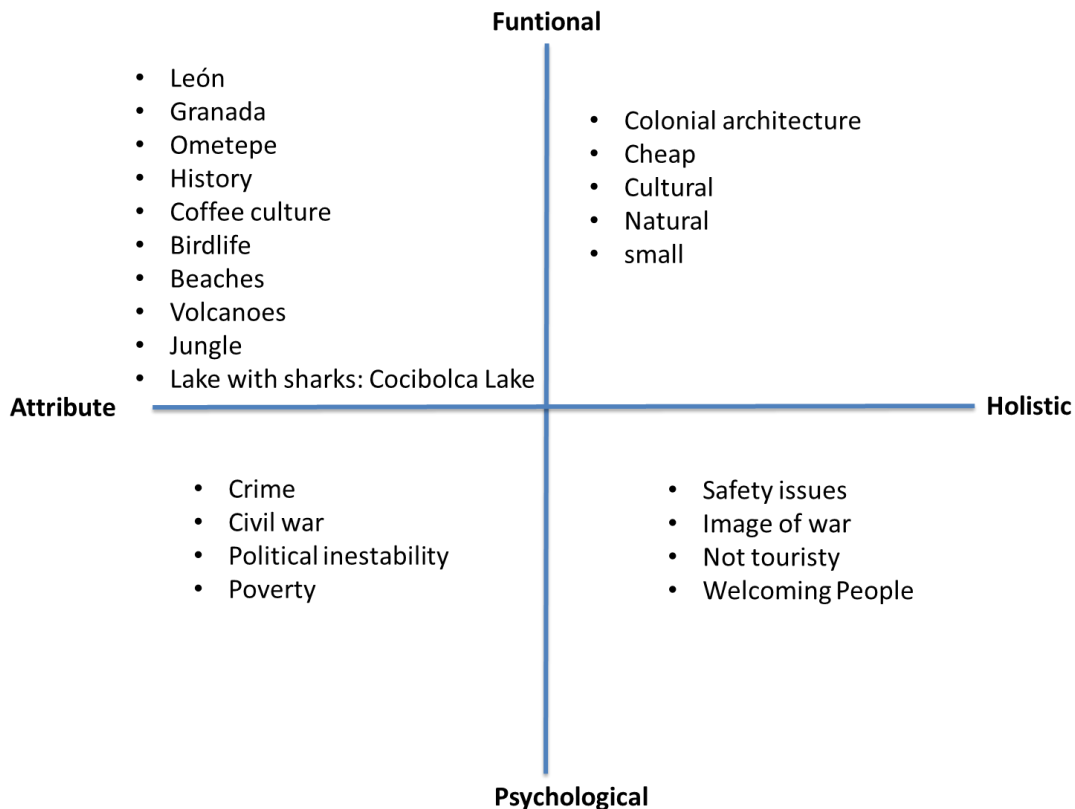 Funtional
• León
• Granada
• Ometepe
• History
• Coffee culture
• Birdlife
• Beaches
• Volcanoes
• Jungle
• Lake with sharks: Cocibolca Lake
• Colonial architecture
• Cheap
• Cultural
• Natural
• small
Attribute
Holistic
• Crime
• Civil war
• Political inestability
• Poverty
• Safety issues
• Image of war
• Not touristy
• Welcoming People
Psychological